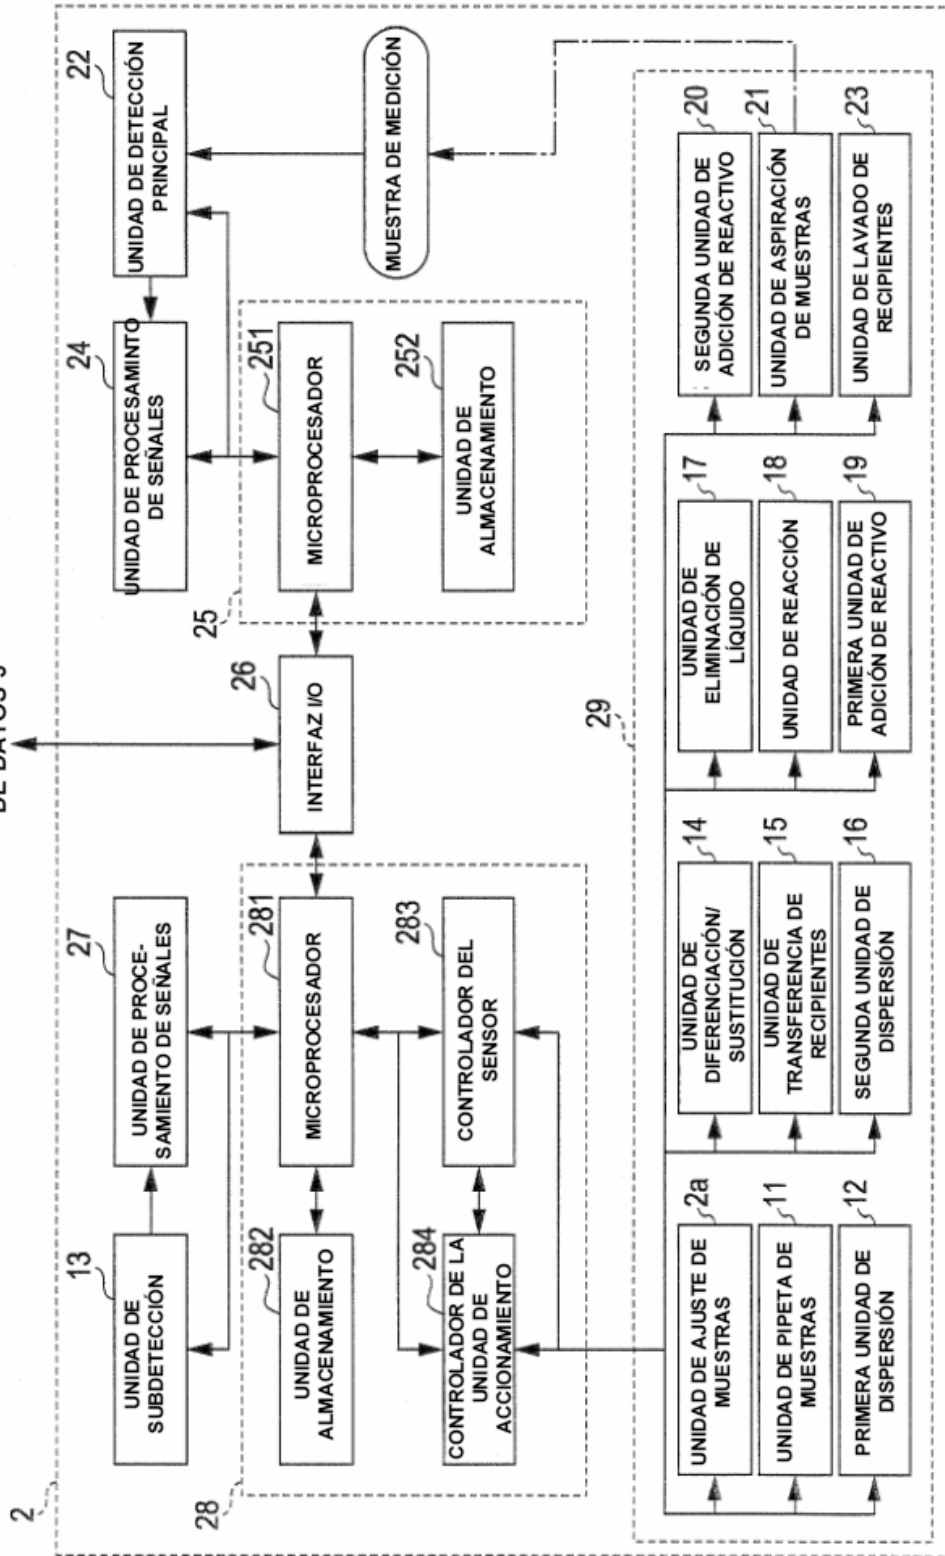 DE DATOS 3
2
13
UNIDAD DE
SUBDETECCIÓN
27
UNIDAD DE PROCE-
SAMIENTO DE SEÑALES
24
UNIDAD DE PROCESAMINTO
DE SEÑALES
22
UNIDAD DE DETECCIÓN
PRINCIPAL
28
282
UNIDAD DE
ALMACENAMIENTO
281
MICROPROCESADOR
26
INTERFAZ I/O
25
251
MICROPROCESADOR
MUESTRA DE MEDICIÓN
284
CONTROLADOR DE LA
UNIDAD DE
ACCIONAMIENTO
283
CONTROLADOR DEL
SENSOR
252
UNIDAD DE
ALMACENAMIENTO
29
UNIDAD DE AJUSTE DE
MUESTRAS
2a
UNIDAD DE PIPETA DE
MUESTRAS
11
PRIMERA UNIDAD DE
DISPERSIÓN
12
UNIDAD DE
DIFERENCIACIÓN/
SUSTITUCIÓN
14
UNIDAD DE
TRANSFERENCIA DE
RECIPIENTES
15
SEGUNDA UNIDAD DE
DISPERSIÓN
16
UNIDAD DE
ELIMINACIÓN DE
LÍQUIDO
17
UNIDAD DE REACCIÓN
18
PRIMERA UNIDAD DE
ADICIÓN DE REACTIVO
19
SEGUNDA UNIDAD DE
ADICIÓN DE REACTIVO
20
UNIDAD DE ASPIRACIÓN
DE MUESTRAS
21
UNIDAD DE LAVADO DE
RECIPIENTES
23